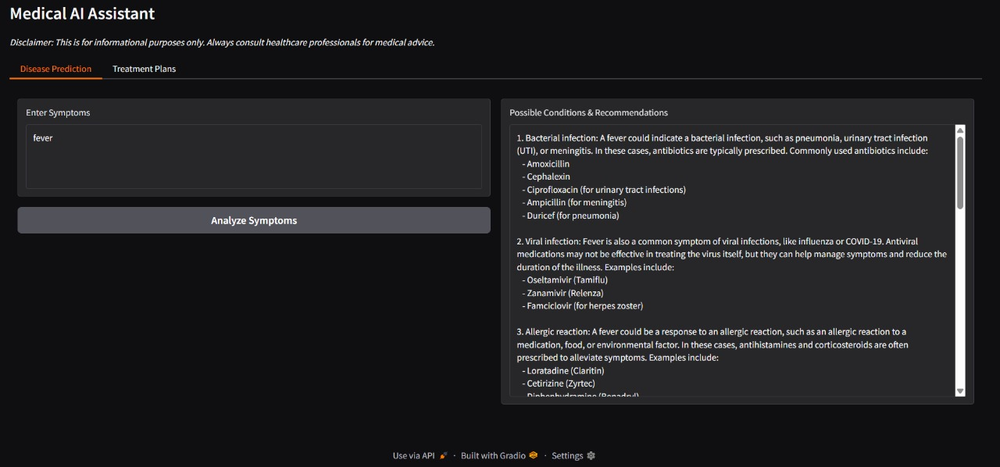 Medical AI Assistant
Disclaimer: This is for informational purposes only. Always consult healthcare professionals for medical advice.
Disease Prediction
Treatment Plans
Enter Symptoms
fever
Analyze Symptoms
Possible Conditions & Recommendations
1. Bacterial infection: A fever could indicate a bacterial infection, such as pneumonia, urinary tract infection
(UTI), or meningitis. In these cases, antibiotics are typically prescribed. Commonly used antibiotics include:
- Amoxicillin
- Cephalexin
- Ciprofloxacin (for urinary tract infections)
- Ampicillin (for meningitis)
- Duricef (for pneumonia)
2. Viral infection: Fever is also a common symptom of viral infections, like influenza or COVID-19. Antiviral
medications may not be effective in treating the virus itself, but they can help manage symptoms and reduce the
duration of the illness. Examples include:
- Oseltamivir (Tamiflu)
- Zanamivir (Relenza)
- Famciclovir (for herpes zoster)
3. Allergic reaction: A fever could be a response to an allergic reaction, such as an allergic reaction to a
medication, food, or environmental factor. In these cases, antihistamines and corticosteroids are often
prescribed to alleviate symptoms. Examples include:
- Loratadine (Claritin)
- Cetirizine (Zyrtec)
- Diphenhydramine (Benadryl)
Use via API · Built with Gradio · Settings